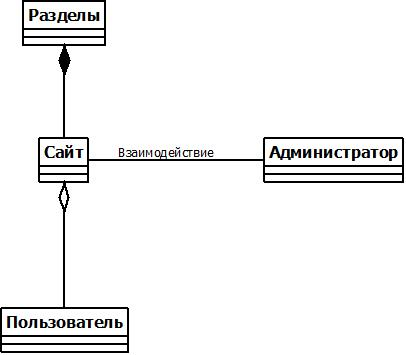 Разделы
Сайт
Взаимодействие
Администратор
Пользователь